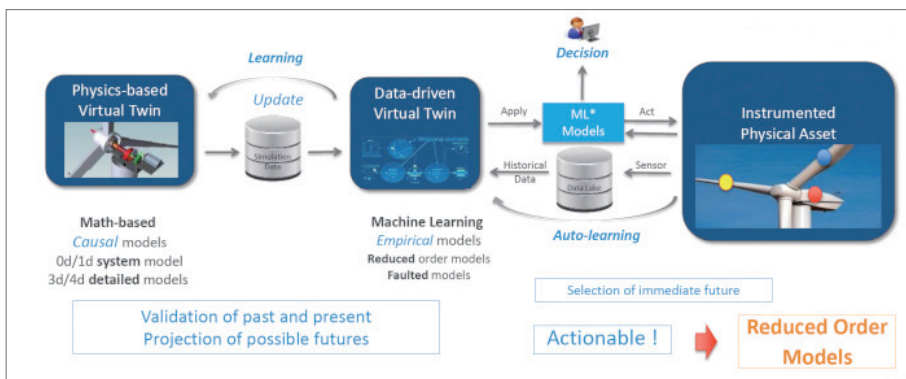 Learning
Decision
Physics-based
Virtual Twin
Update
Simulation
Data
Data-driven
Virtual Twin
Apply
ML*
Models
Act
Instrumented
Physical Asset
Historical
Data
Data Lake
Sensor
Auto-learning
Math-based
Causal models
0d/1d system model
3d/4d detailed models
Machine Learning
Empirical models
Reduced order models
Faulted models
Validation of past and present
Projection of possible futures
Selection of immediate future
Actionable !
Reduced Order
Models